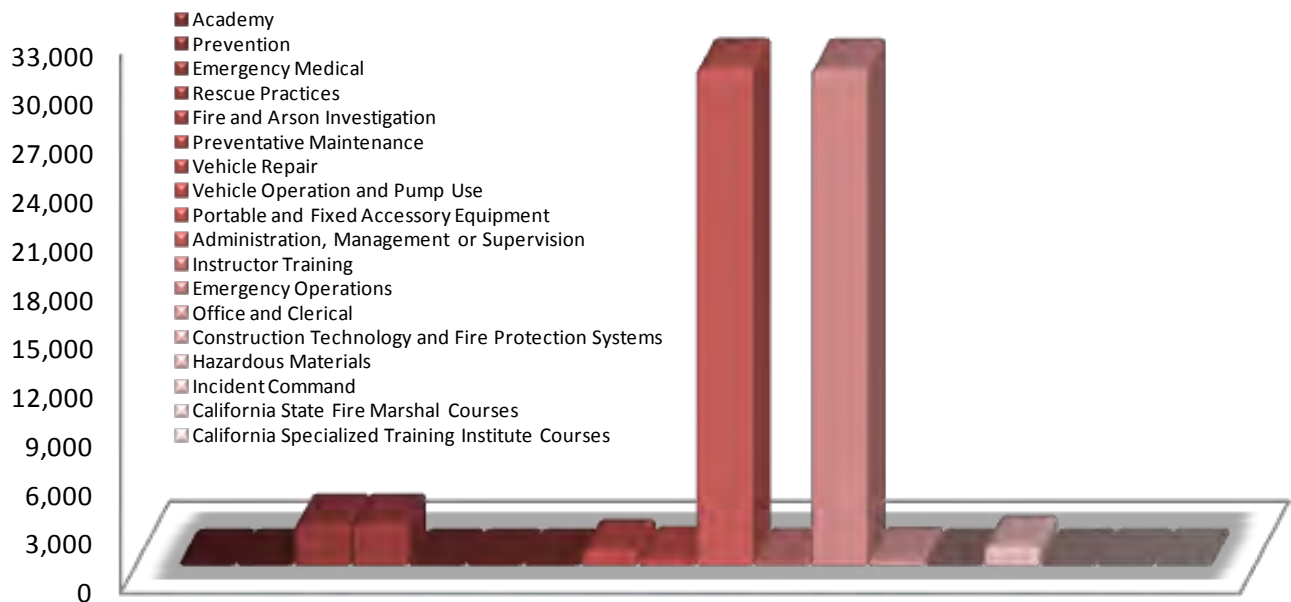 Academy
Prevention
Emergency Medical
Rescue Practices
Fire and Arson Investigation
Preventative Maintenance
Vehicle Repair
Vehicle Operation and Pump Use
Portable and Fixed Accessory Equipment
Administration, Management or Supervision
Instructor Training
Emergency Operations
Office and Clerical
Construction Technology and Fire Protection Systems
Hazardous Materials
Incident Command
California State Fire Marshal Courses
California Specialized Training Institute Courses
33,000
30,000
27,000
24,000
21,000
18,000
15,000
12,000
9,000
6,000
3,000
0